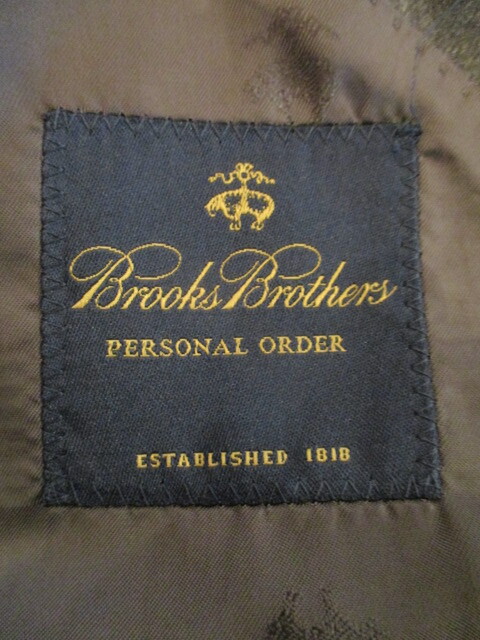 Brooks Brothers
PERSONAL ORDER
ESTABLISHED 1818